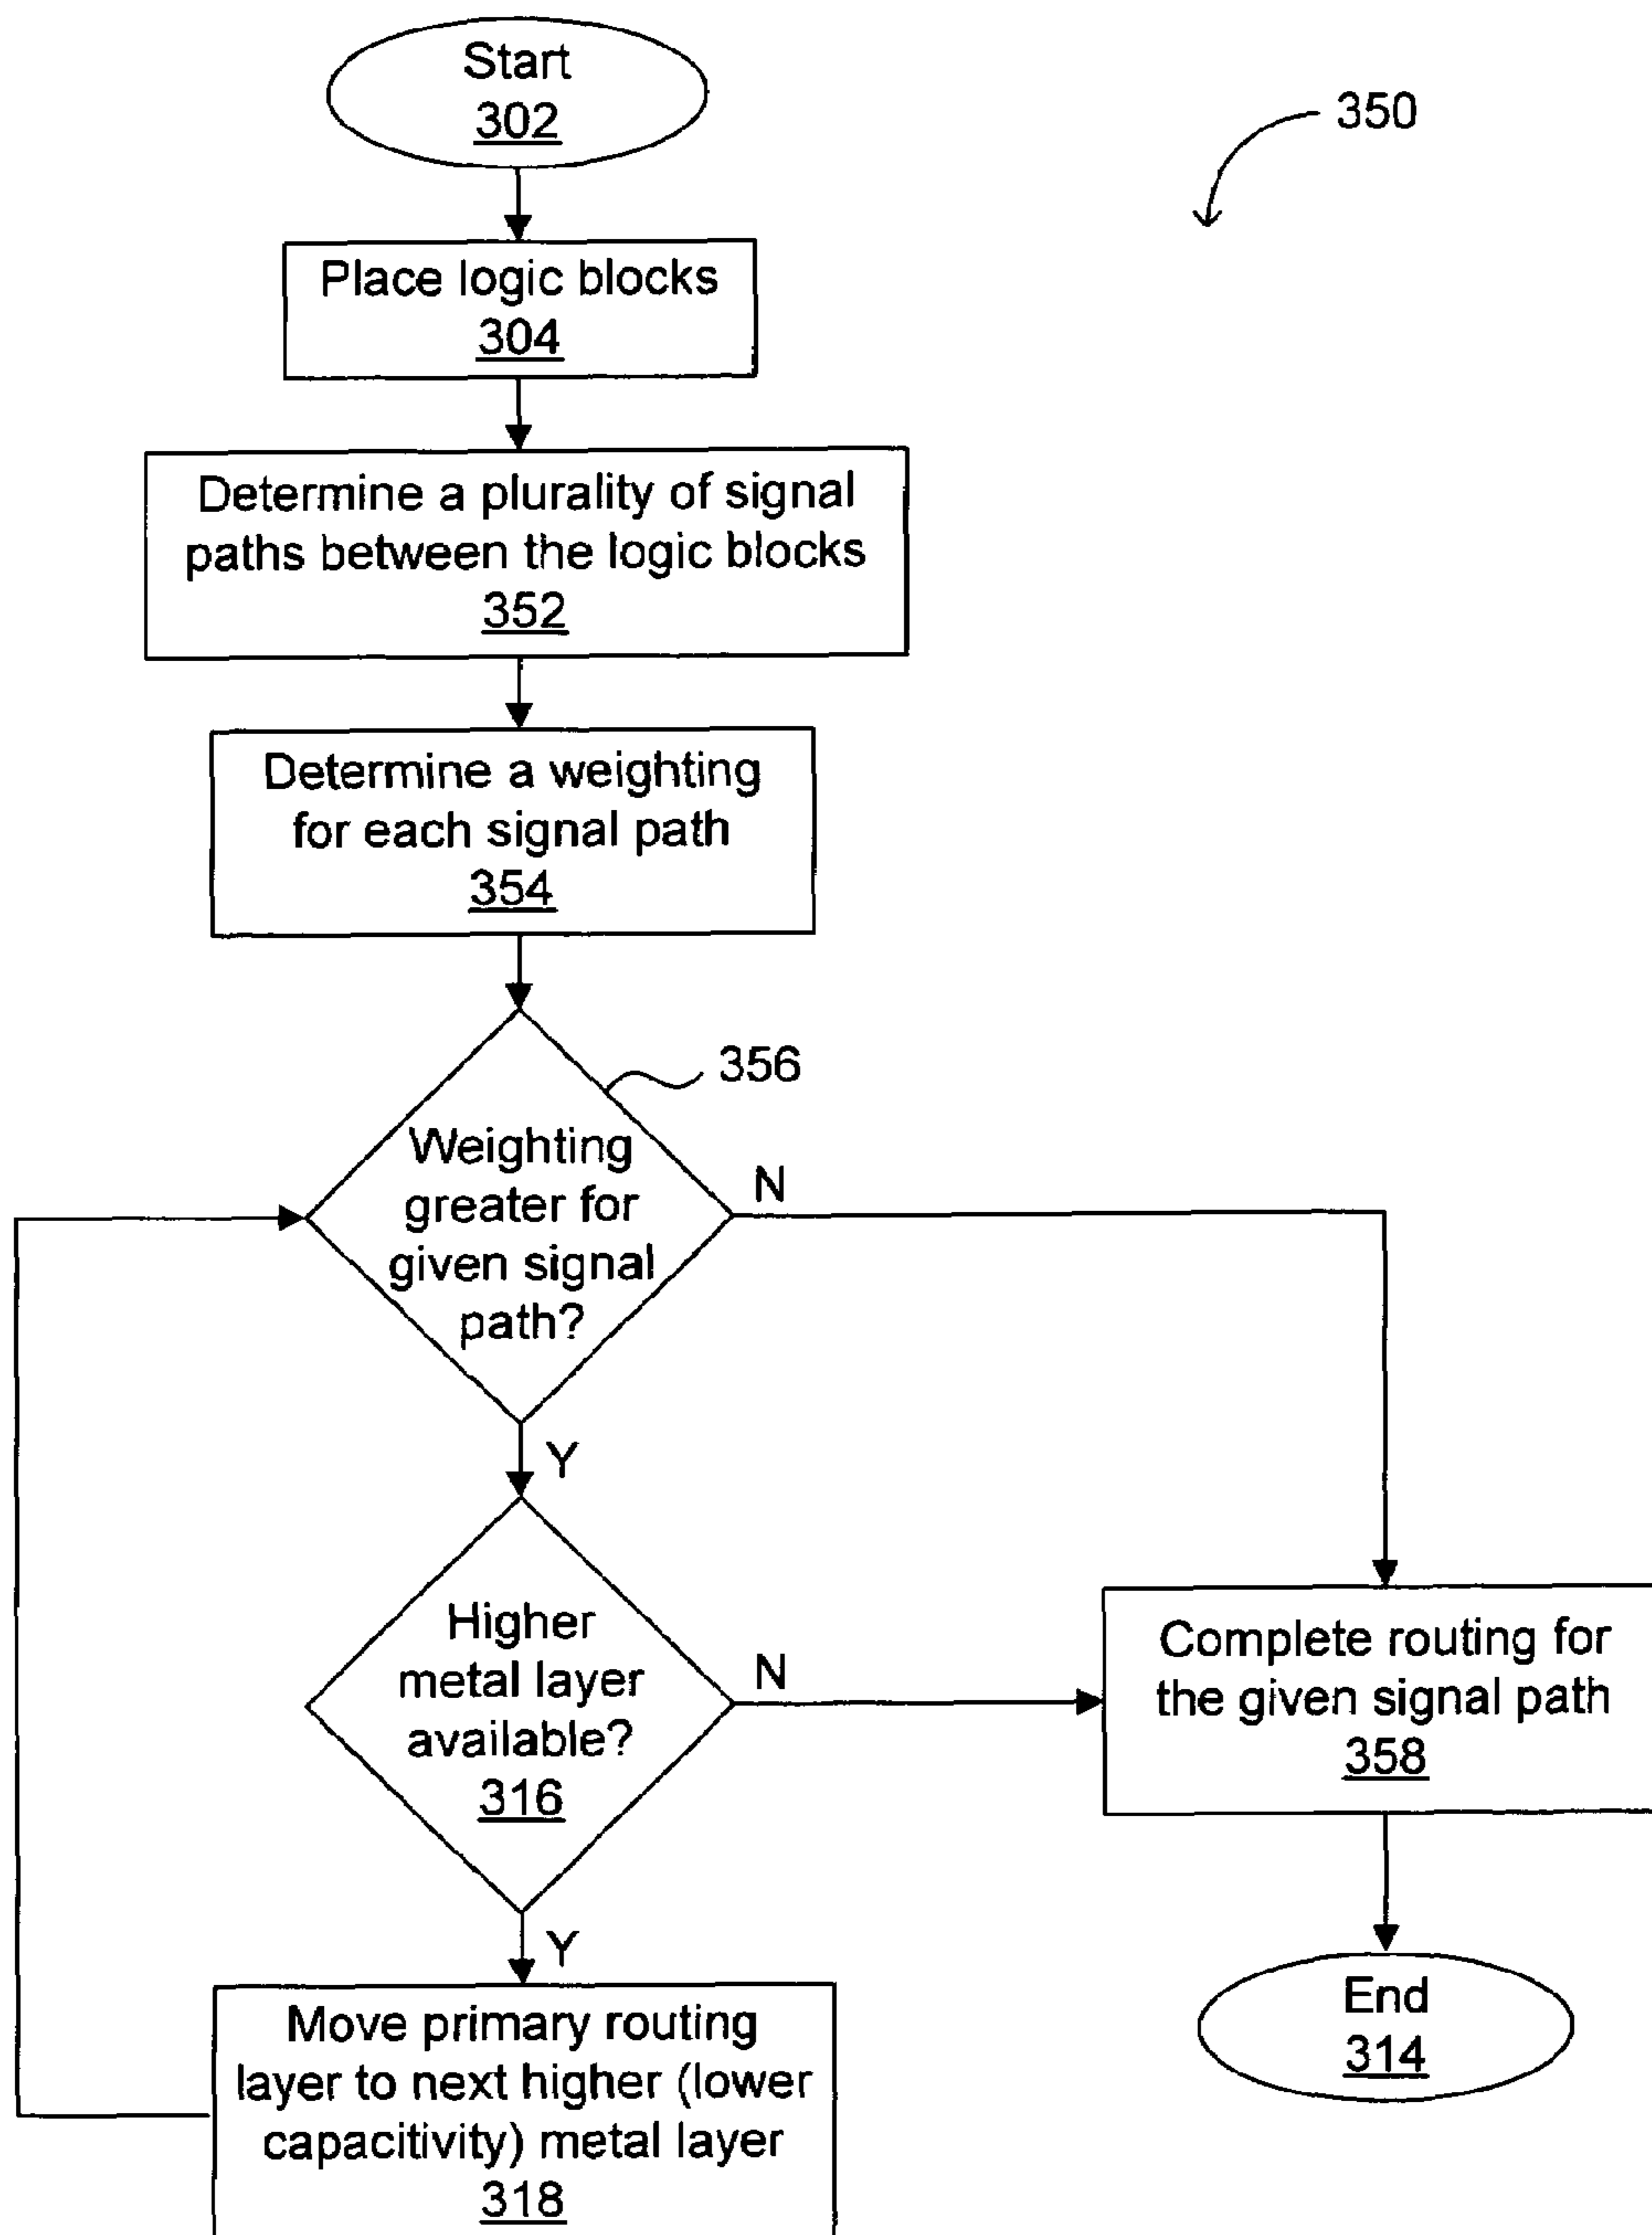 Start
302
350
Place logic blocks
304
Determine a plurality of signal
paths between the logic blocks
352
Determine a weighting
for each signal path
354
356
Weighting
greater for
given signal
path?
N
Y
Higher
metal layer
available?
316
N
Y
Complete routing for
the given signal path
358
Move primary routing
layer to next higher (lower
capacitivity) metal layer
318
End
314